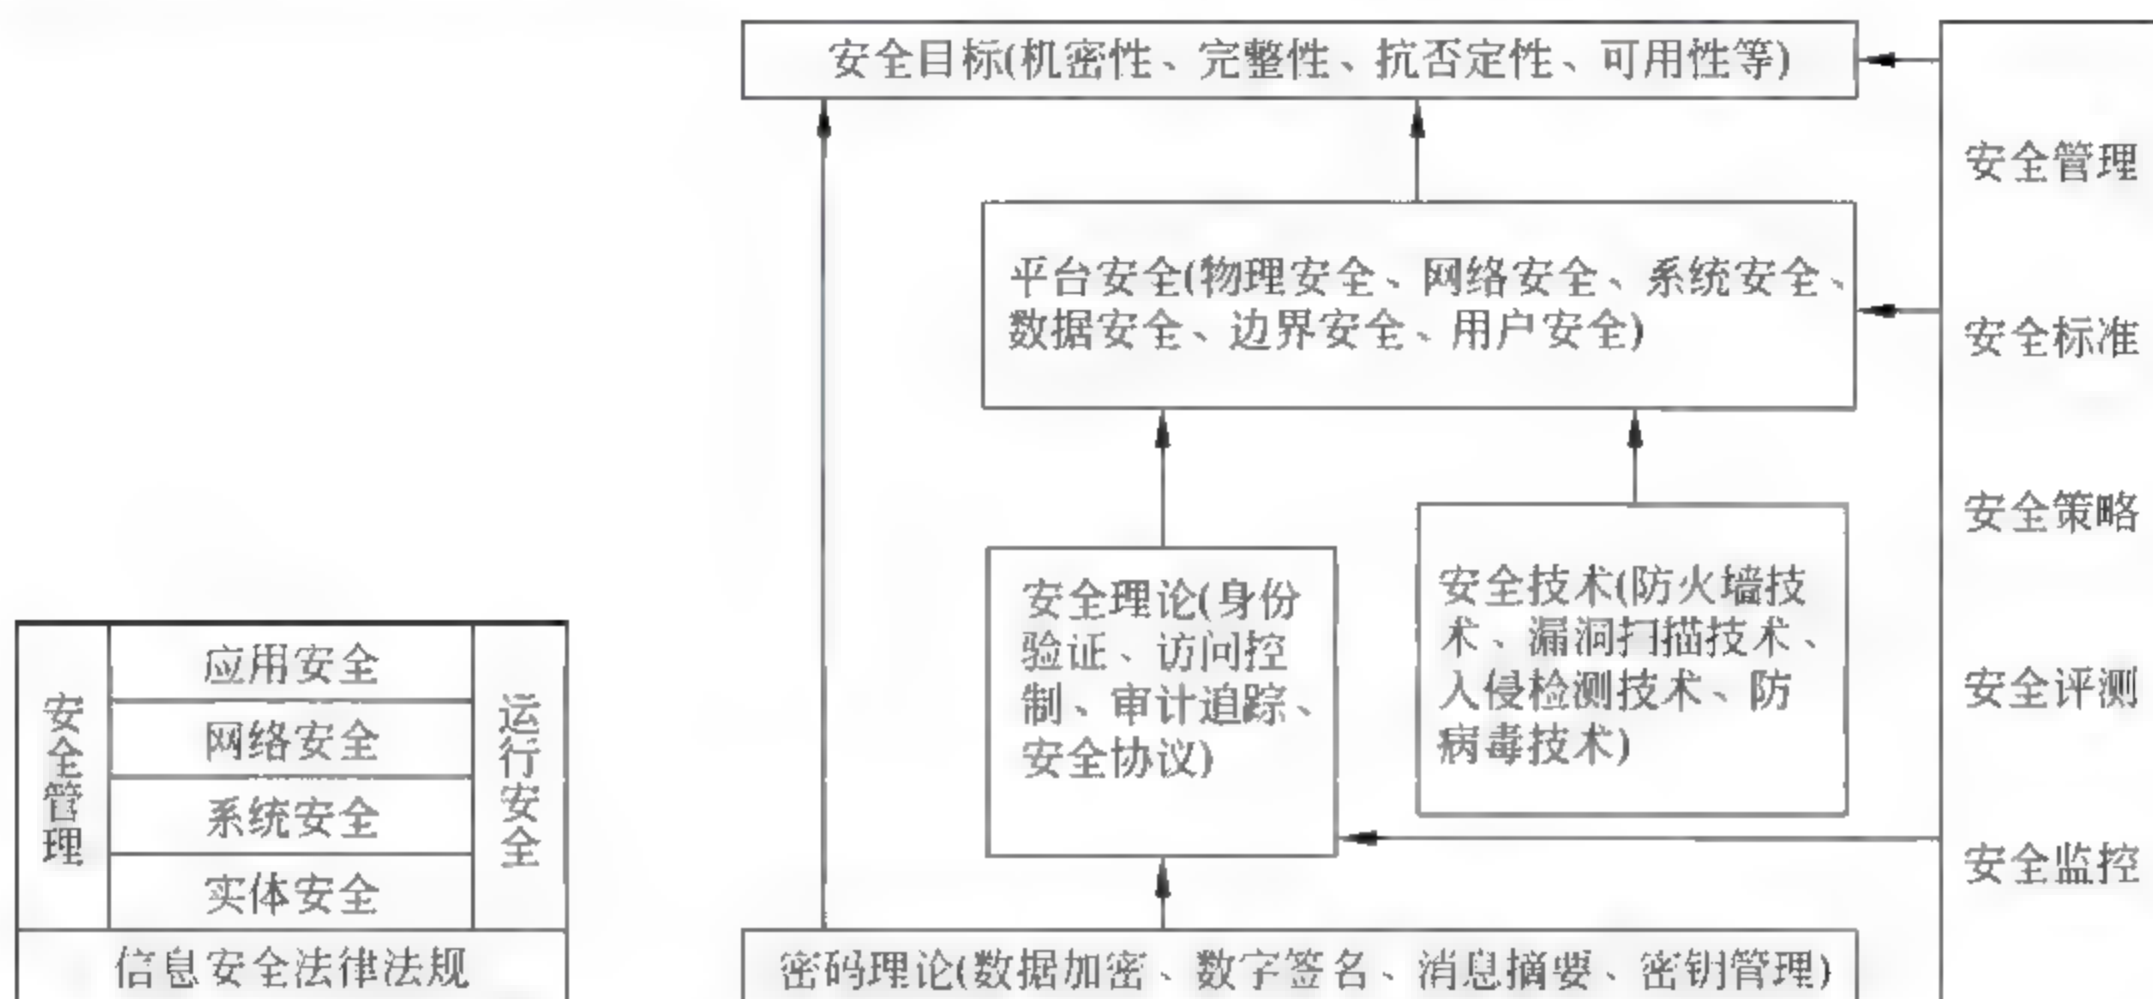 安全目标(机密性、完整性、抗否定性、可用性等)
平台安全(物理安全、网络安全、系统安全、
数据安全、边界安全、用户安全)
安全理论(身份
验证、访问控
制、审计追踪、
安全协议)
安全技术(防火墙技
术、漏洞扫描技术、
入侵检测技术、防
病毒技术)
密码理论(数据加密、数字签名、消息摘要、密钥管理)
安全管理
安全标准
安全策略
安全评测
安全监控
安全管理
应用安全
网络安全
系统安全
实体安全
运行安全
信息安全法律法规